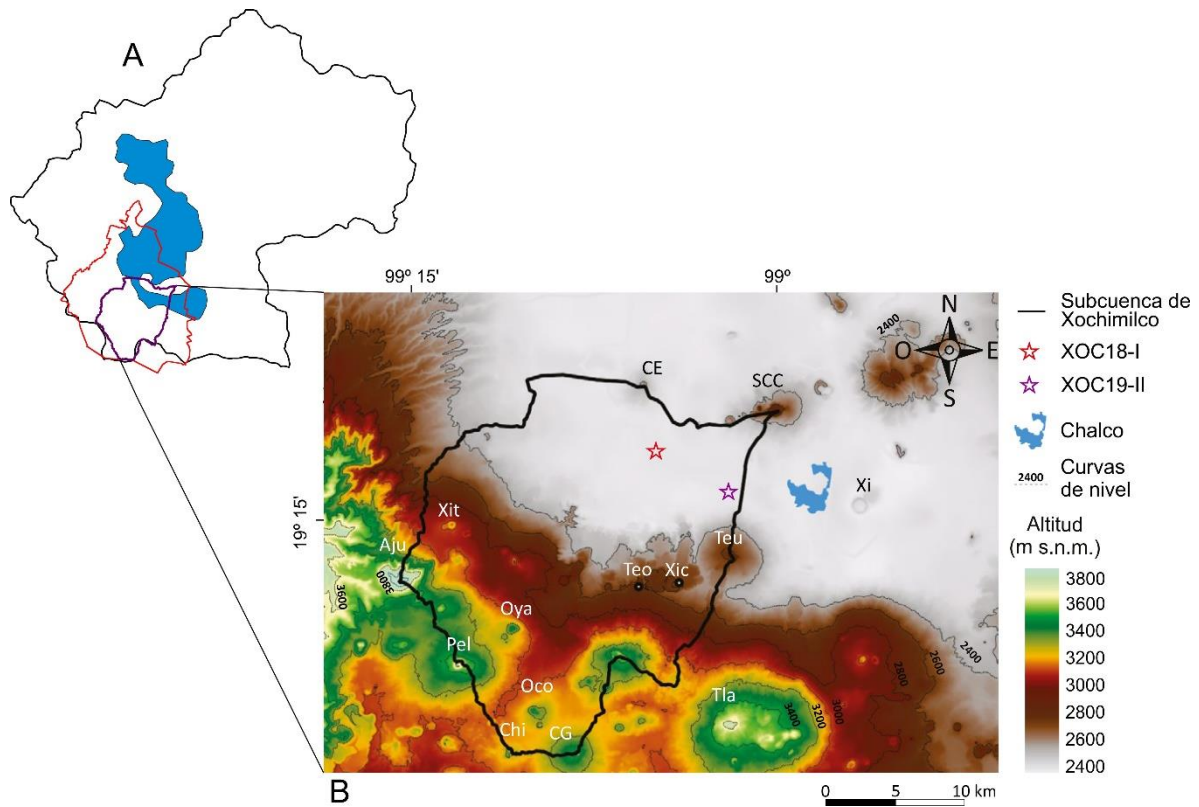 A
99º 15'
99º
19º 15'
CE
SCC
Xi
Xit
Aju
Teu
Teo
Xic
Oya
Pel
Oco
Tla
Chi
CG
2400
3600
3800
2400
2600
2800
3000
3200
3400
N
O
E
S
Subcuenca de
Xochimilco
XOC18-I
XOC19-II
Chalco
2400
Curvas
de nivel
Altitud
(m s.n.m.)
3800
3600
3400
3200
3000
2800
2600
2400
B
0 5 10 km